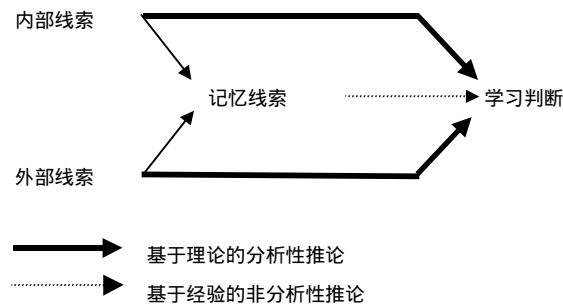 内部线索
记忆线索
学习判断
外部线索
基于理论的分析性推论
基于经验的非分析性推论